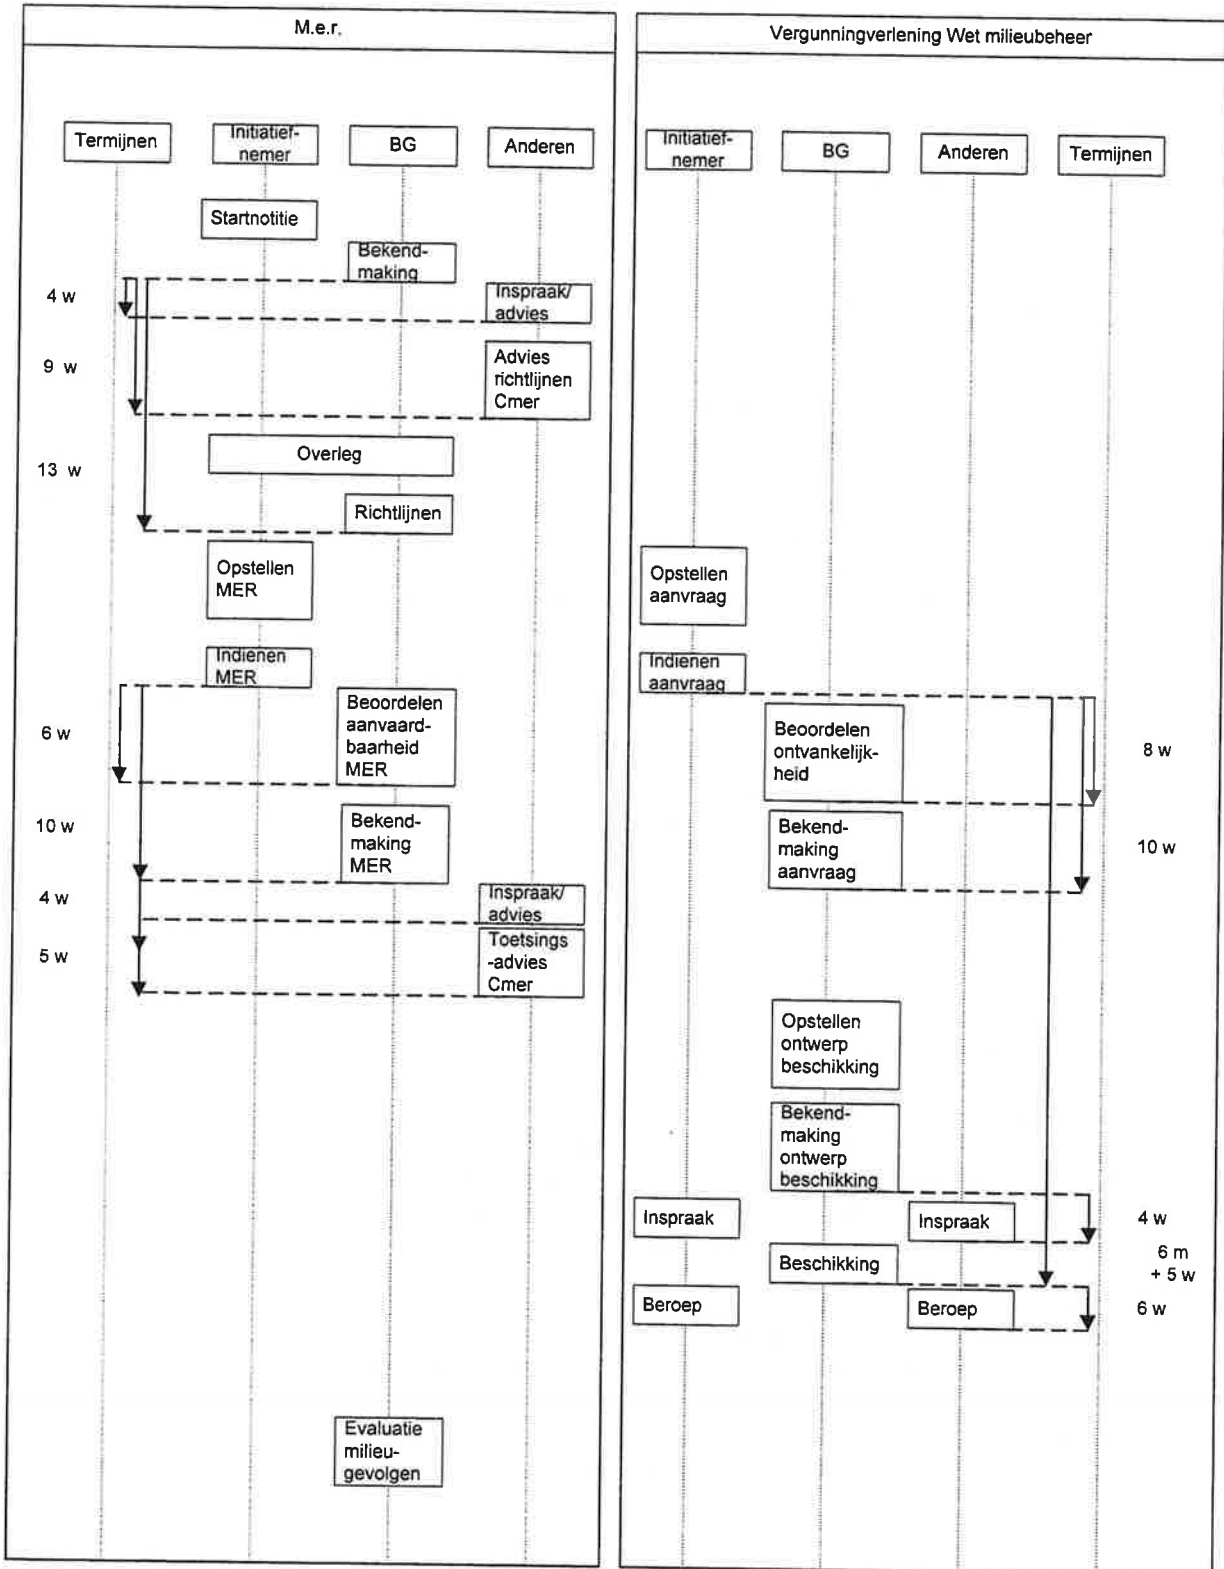 M.e.r.
Termijnen
Initiatief-
nemer
BG
Anderen
Startnotitie
Bekend-
making
4 w
Inspraak/
advies
9 w
Advies
richtlijnen
Cmer
Overleg
13 w
Richtlijnen
Opstellen
MER
Indienen
MER
6 w
Beoordelen
aanvaard-
baarheid
MER
10 w
Bekend-
making
MER
4 w
Inspraak/
advies
5 w
Toetsings
-advies
Cmer
Evaluatie
milieu-
gevolgen
Vergunningverlening Wet milieubeheer
Initiatief-
nemer
BG
Anderen
Termijnen
Opstellen
aanvraag
Indienen
aanvraag
Beoordelen
ontvankelijk-
heid
8 w
Bekend-
making
aanvraag
10 w
Opstellen
ontwerp
beschikking
Bekend-
making
ontwerp
beschikking
Inspraak
Inspraak
4 w
Beschikking
6 m
+ 5 w
Beroep
Beroep
6 w